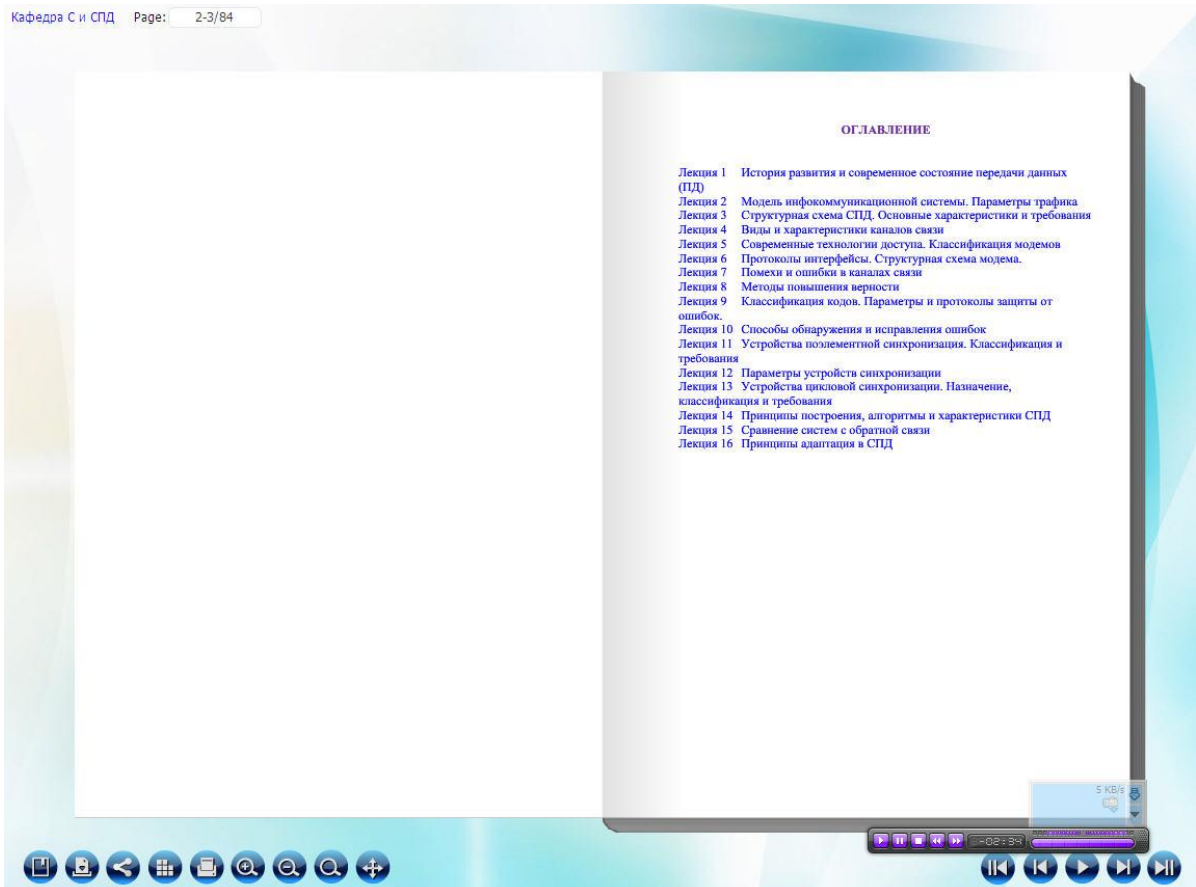 Кафедра С и СПД Page: 2-3/84
ОГЛАВЛЕНИЕ
Лекция 1 История развития и современное состояние передачи данных
(ПД)
Лекция 2 Модель инфокоммуникационной системы. Параметры трафика
Лекция 3 Структурная схема СПД. Основные характеристики и требования
Лекция 4 Виды и характеристики каналов связи
Лекция 5 Современные технологии доступа. Классификация модемов
Лекция 6 Протоколы интерфейсы. Структурная схема модема.
Лекция 7 Помехи и ошибки в каналах связи
Лекция 8 Методы повышения верности
Лекция 9 Классификация кодов. Параметры и протоколы защиты от
ошибок.
Лекция 10 Способы обнаружения и исправления ошибок
Лекция 11 Устройства поэлементной синхронизация. Классификация и
требования
Лекция 12 Параметры устройств синхронизации
Лекция 13 Устройства цикловой синхронизации. Назначение,
классификация и требования
Лекция 14 Принципы построения, алгоритмы и характеристики СПД
Лекция 15 Сравнение систем с обратной связи
Лекция 16 Принципы адаптация в СПД
5 KB/s
-02:34